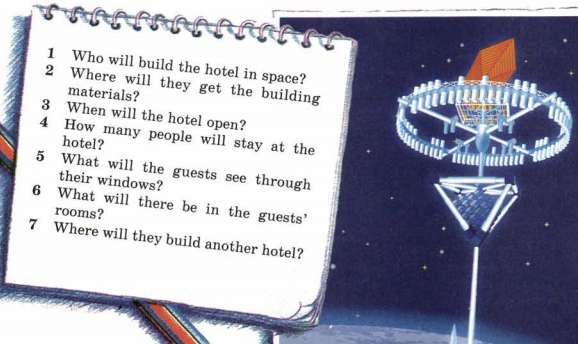 1 Who will build the hotel in space?
2 Where will they get the building
materials?
3 When will the hotel open?
4 How many people will stay at the
hotel?
5 What will the guests see through
their windows?
6 What will there be in the guests'
rooms?
7 Where will they build another hotel?